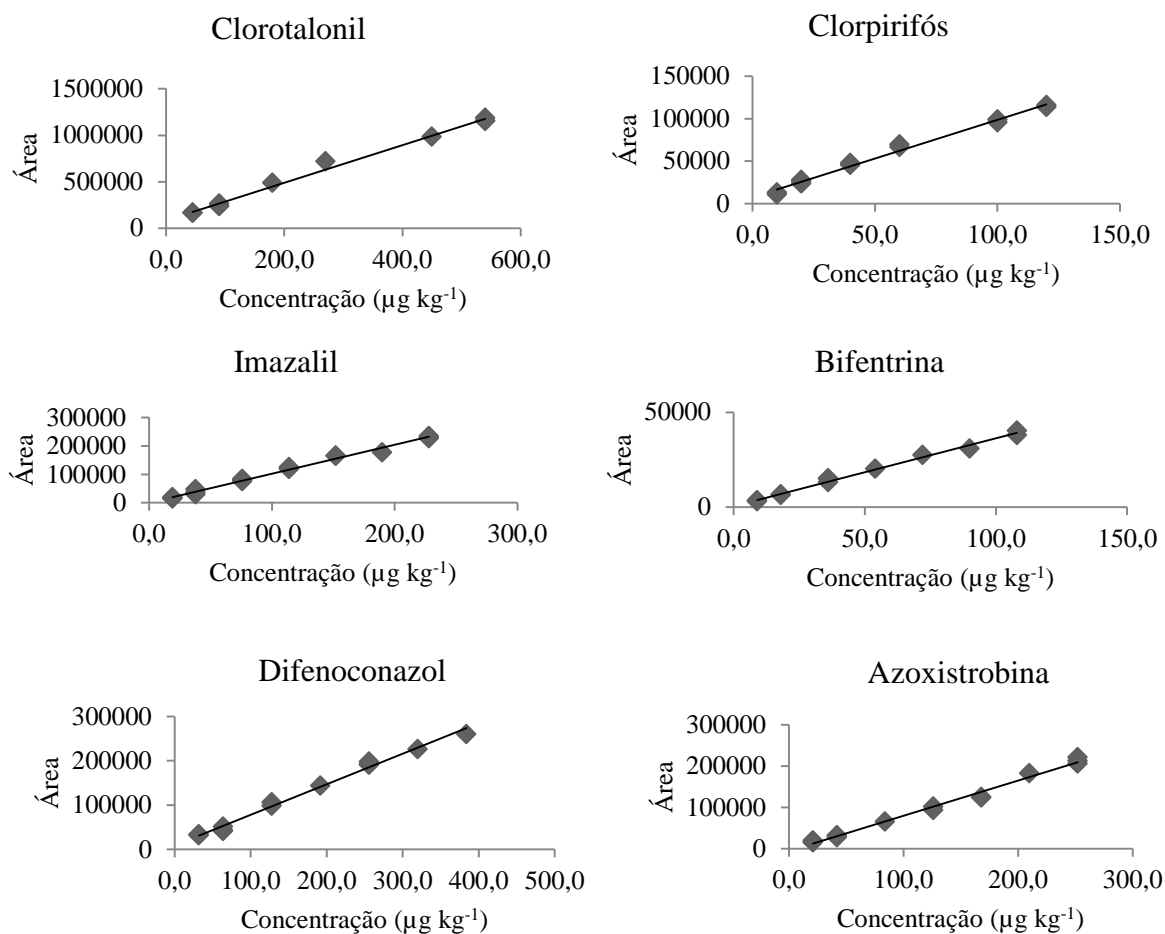 Clorotalonil
1500000
1000000
500000
0
Área
0,0 200,0 400,0 600,0
Concentração (µg kg-1)
Clorpirifós
150000
100000
50000
0
Área
0,0 50,0 100,0 150,0
Concentração (µg kg-1)
Imazalil
300000
200000
100000
0
Área
0,0 100,0 200,0 300,0
Concentração (µg kg-1)
Bifentrina
50000
0
Área
0,0 50,0 100,0 150,0
Concentração (µg kg-1)
Difenoconazol
300000
200000
100000
0
Área
0,0 100,0 200,0 300,0 400,0 500,0
Concentração (µg kg-1)
Azoxistrobina
300000
200000
100000
0
Área
0,0 100,0 200,0 300,0
Concentração (µg kg-1)